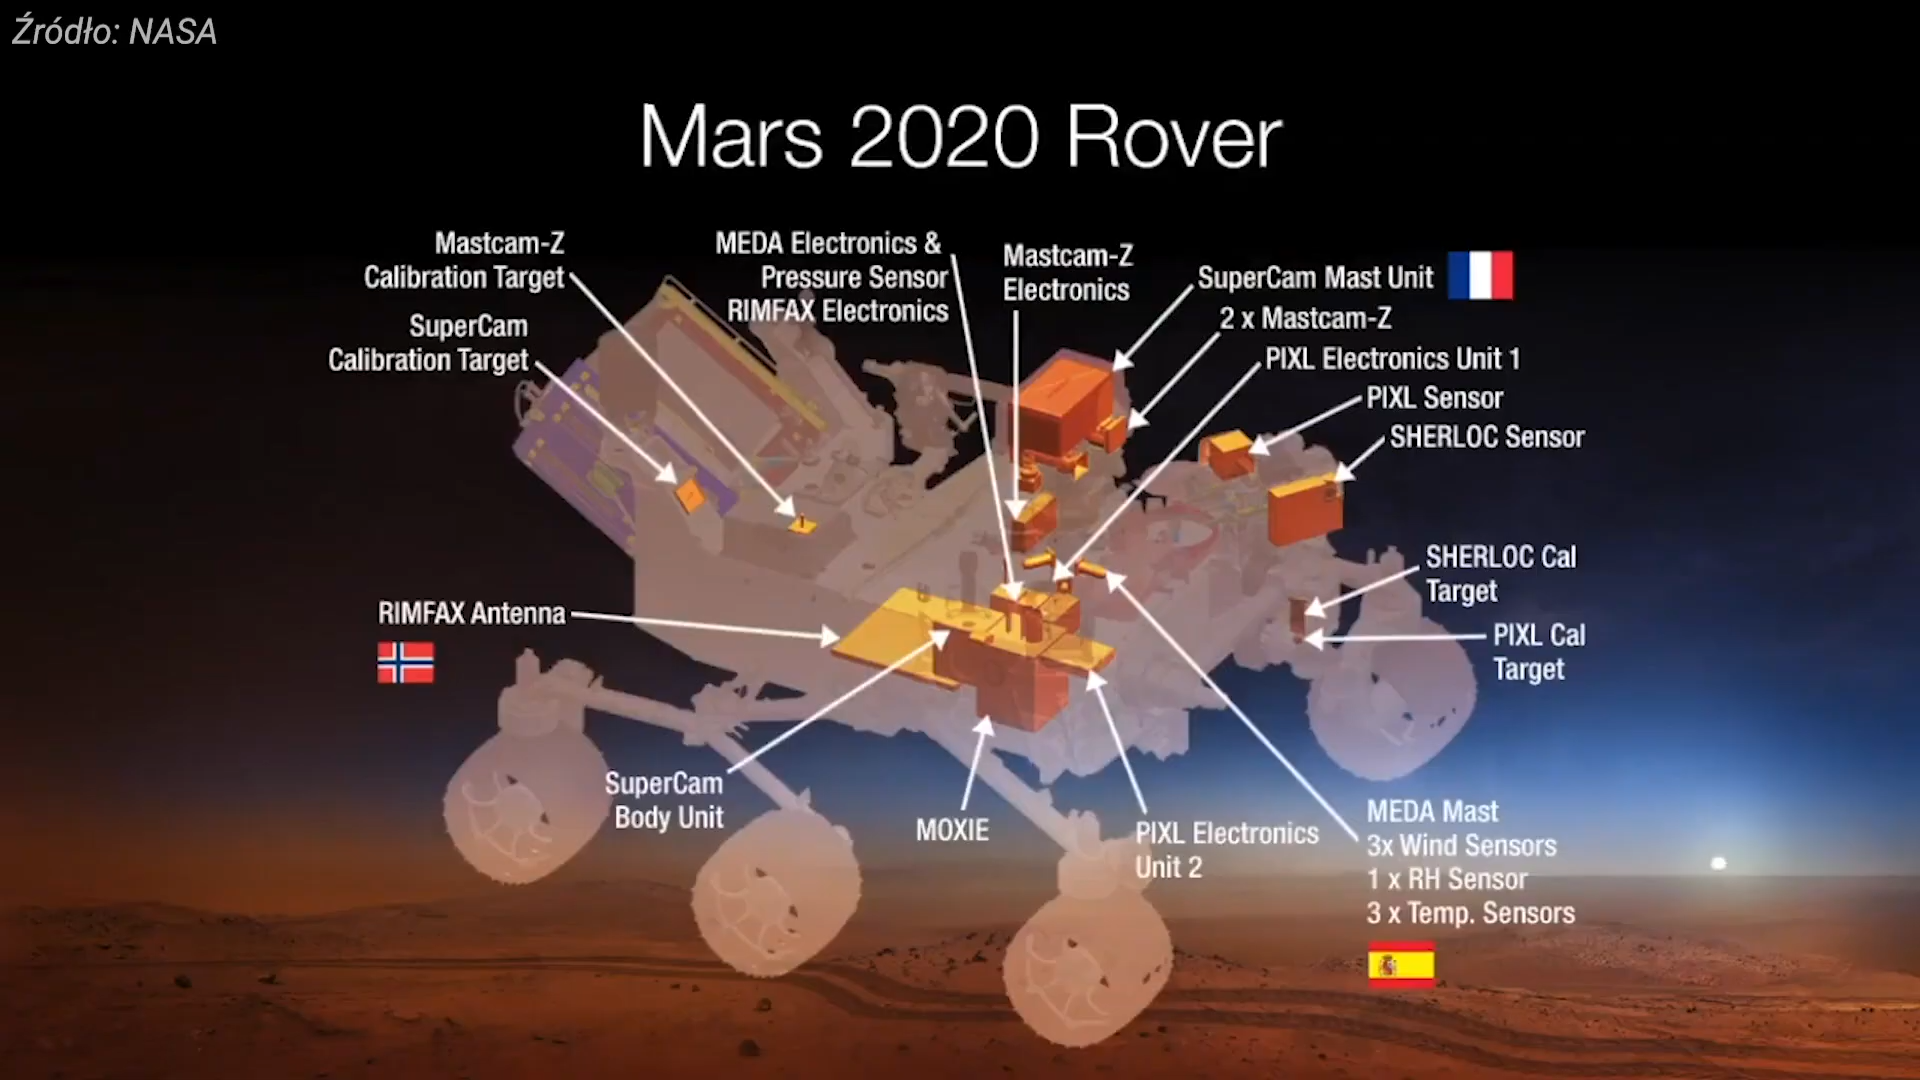 Źródło: NASA
Mars 2020 Rover
Mastcam-Z
Calibration Target
SuperCam
Calibration Target
MEDA Electronics &
Pressure Sensor
RIMFAX Electronics
Mastcam-Z
Electronics
SuperCam Mast Unit
2 x Mastcam-Z
PIXL Electronics Unit 1
PIXL Sensor
SHERLOC Sensor
SHERLOC Cal
Target
PIXL Cal
Target
RIMFAX Antenna
SuperCam
Body Unit
MOXIE
PIXL Electronics
Unit 2
MEDA Mast
3x Wind Sensors
1 x RH Sensor
3 x Temp. Sensors